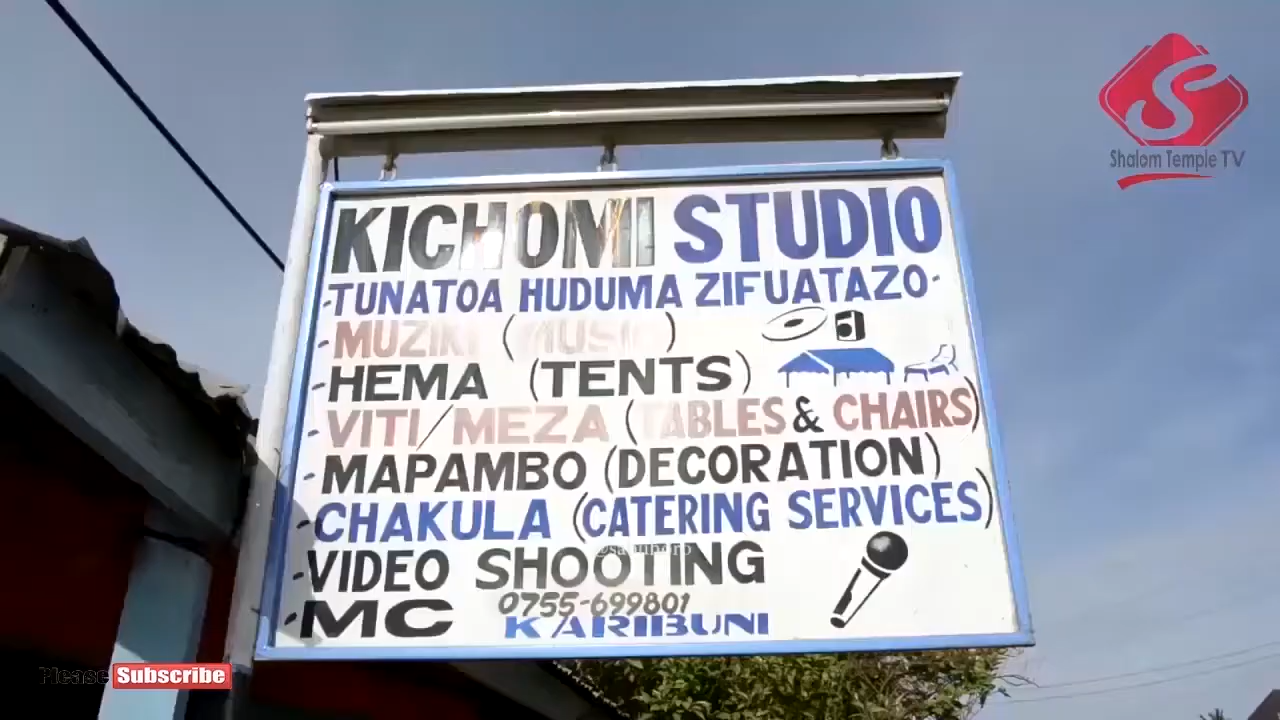 Shalom Temple TV
KICHOMI STUDIO
-TUNATOA HUDUMA ZIFUATAZO-
-MUZIKI (MUSIC)
-HEMA (TENTS)
-VITI/MEZA (TABLES & CHAIRS)
-MAPAMBO (DECORATION)
-CHAKULA (CATERING SERVICES)
-VIDEO SHOOTING
-MC 0755-699801
KARIBUNI
Please Subscribe